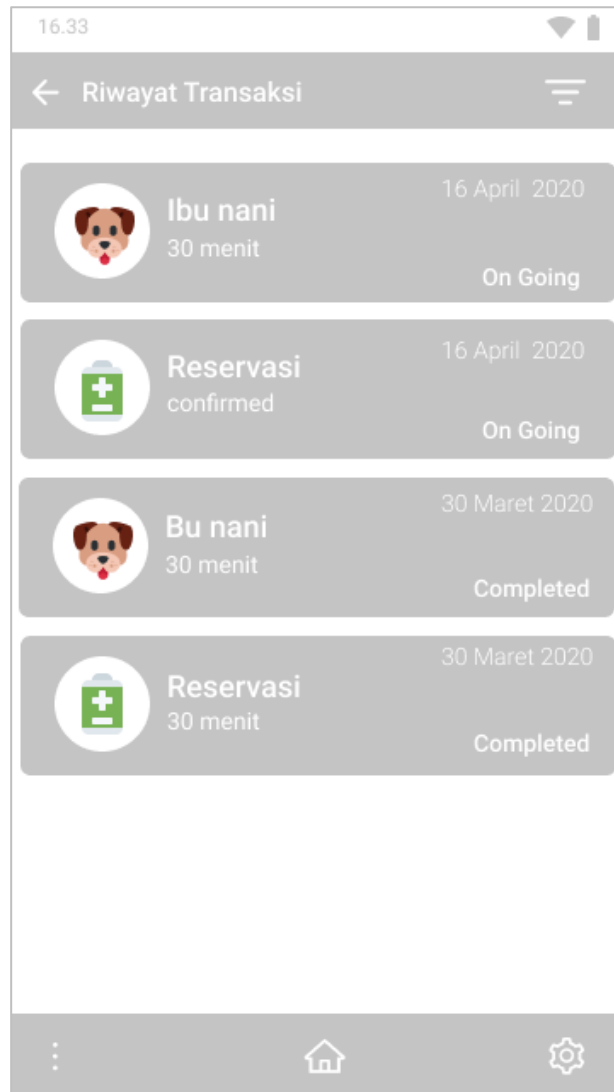 16.33
Riwayat Transaksi
Ibu nani
16 April 2020
30 menit
On Going
Reservasi
16 April 2020
confirmed
On Going
Bu nani
30 Maret 2020
30 menit
Completed
Reservasi
30 Maret 2020
30 menit
Completed